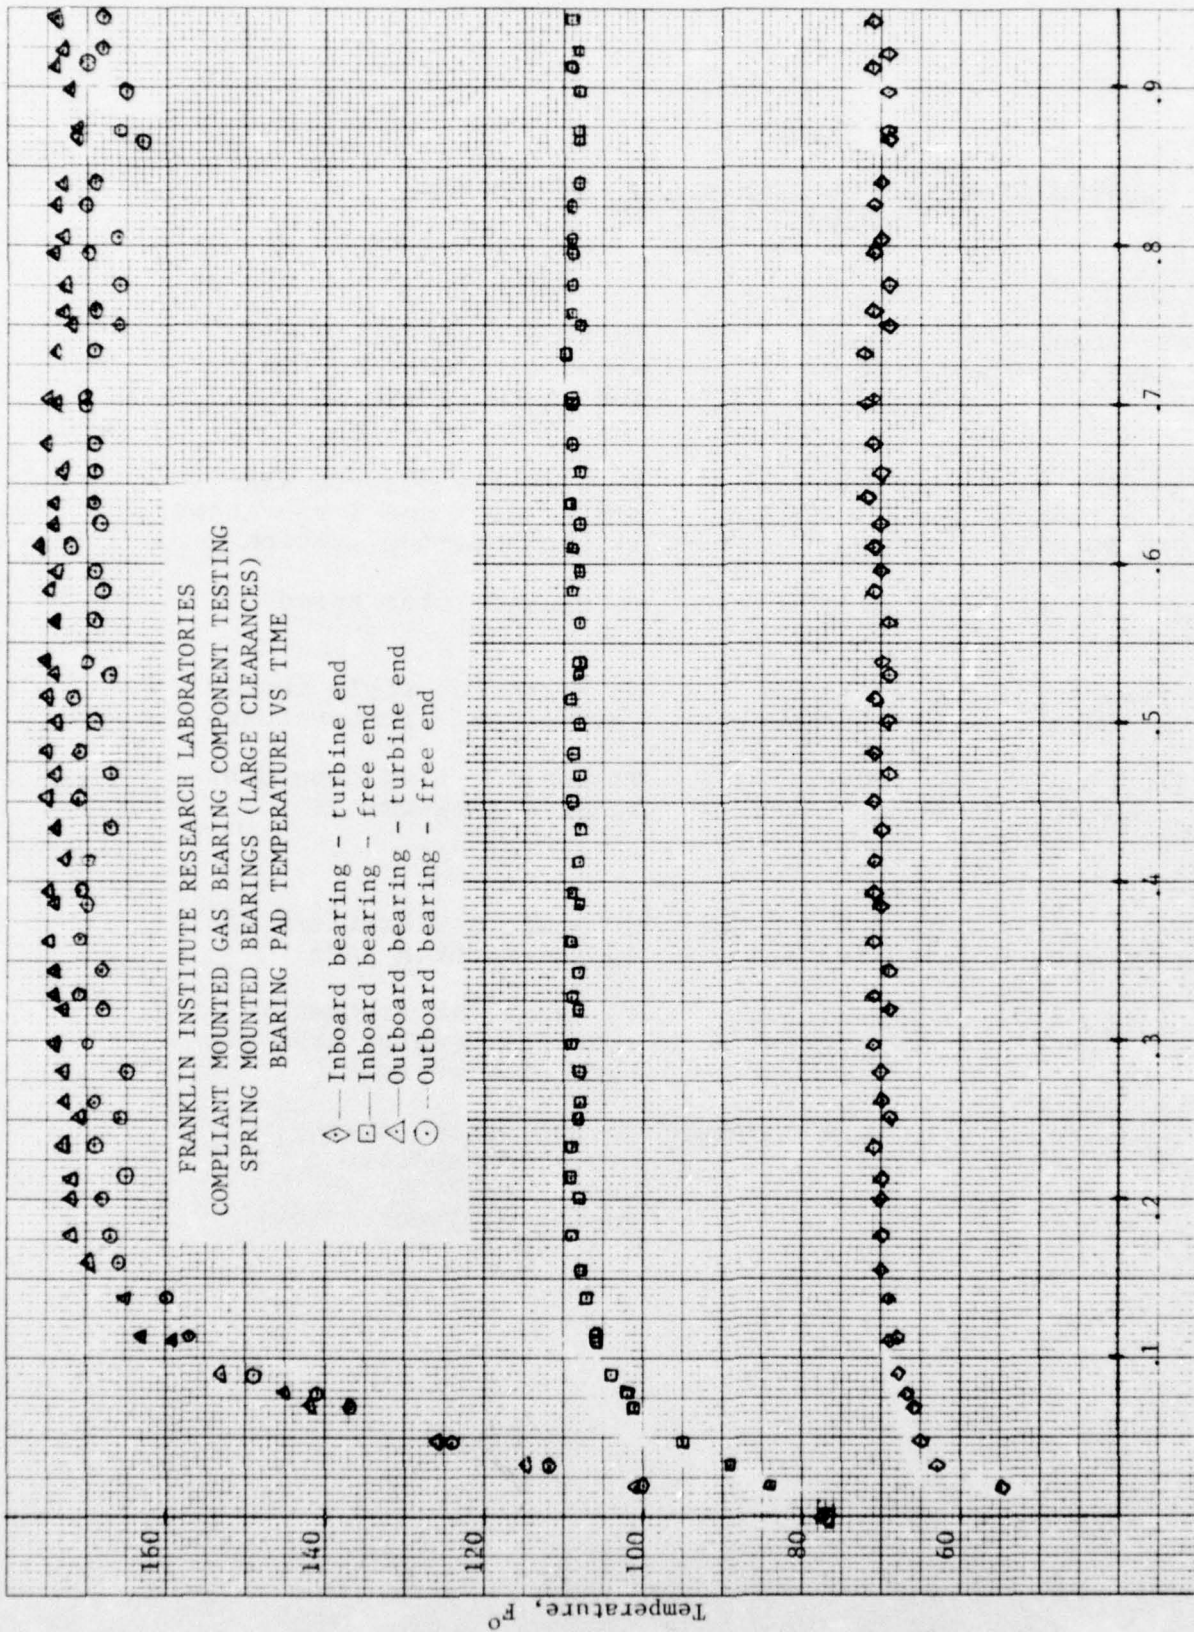 FRANKLIN INSTITUTE RESEARCH LABORATORIES
COMPLIANT MOUNTED GAS BEARING COMPONENT TESTING
SPRING MOUNTED BEARINGS (LARGE CLEARANCES)
BEARING PAD TEMPERATURE VS TIME
Inboard bearing - turbine end
Inboard bearing - free end
Outboard bearing - turbine end
Outboard bearing - free end
Temperature, F°
160
140
120
100
80
60
.1
.2
.3
.4
.5
.6
.7
.8
.9